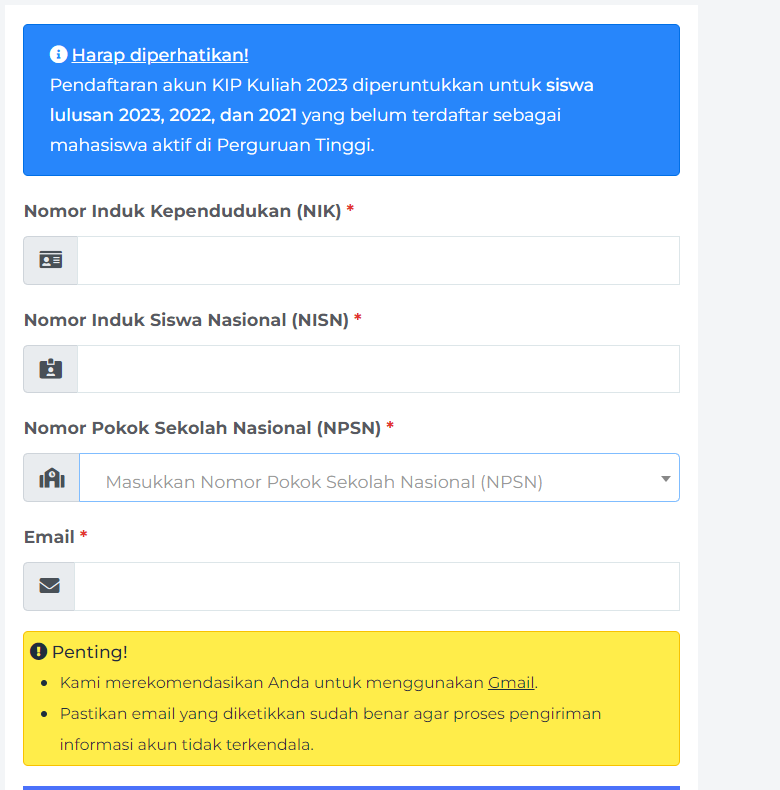 Harap diperhatikan!
Pendaftaran akun KIP Kuliah 2023 diperuntukkan untuk siswa
lulusan 2023, 2022, dan 2021 yang belum terdaftar sebagai
mahasiswa aktif di Perguruan Tinggi.
Nomor Induk Kependudukan (NIK) *
Nomor Induk Siswa Nasional (NISN) *
Nomor Pokok Sekolah Nasional (NPSN) *
Masukkan Nomor Pokok Sekolah Nasional (NPSN)
Email *
Penting!
• Kami merekomendasikan Anda untuk menggunakan Gmail.
• Pastikan email yang diketikkan sudah benar agar proses pengiriman
informasi akun tidak terkendala.